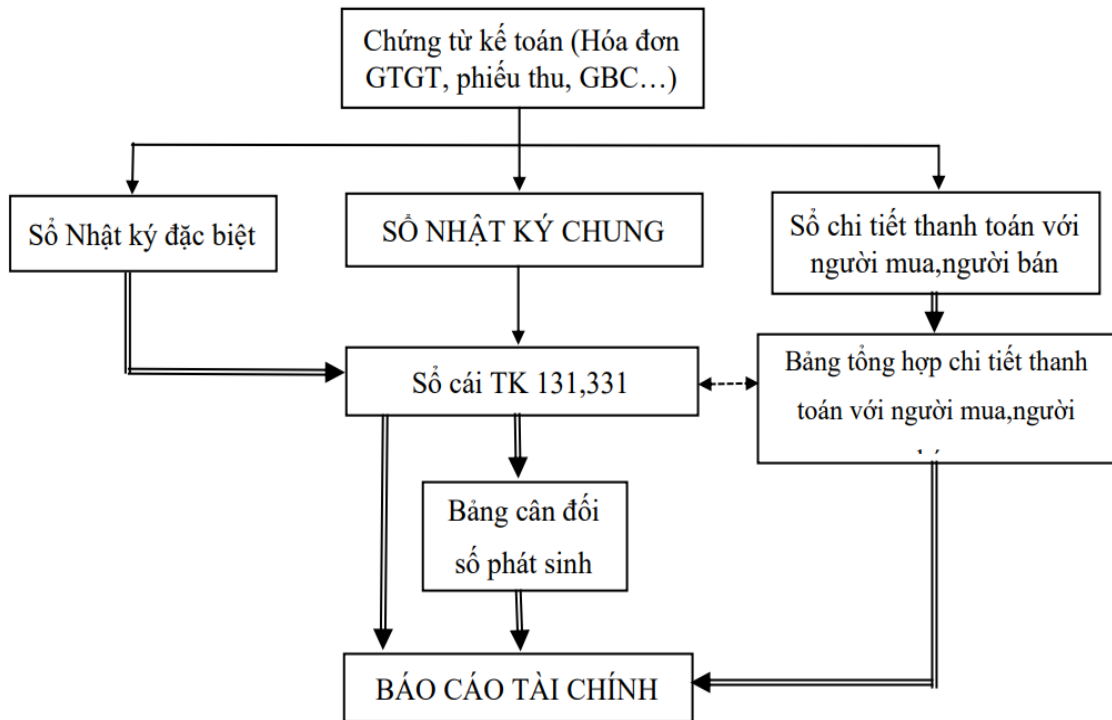 Chứng từ kế toán (Hóa đơn
GTGT, phiếu thu, GBC…)
Sổ Nhật ký đặc biệt
SỔ NHẬT KÝ CHUNG
Sổ chi tiết thanh toán với
người mua,người bán
Sổ cái TK 131,331
Bảng tổng hợp chi tiết thanh
toán với người mua,người
Bảng cân đối
số phát sinh
BÁO CÁO TÀI CHÍNH